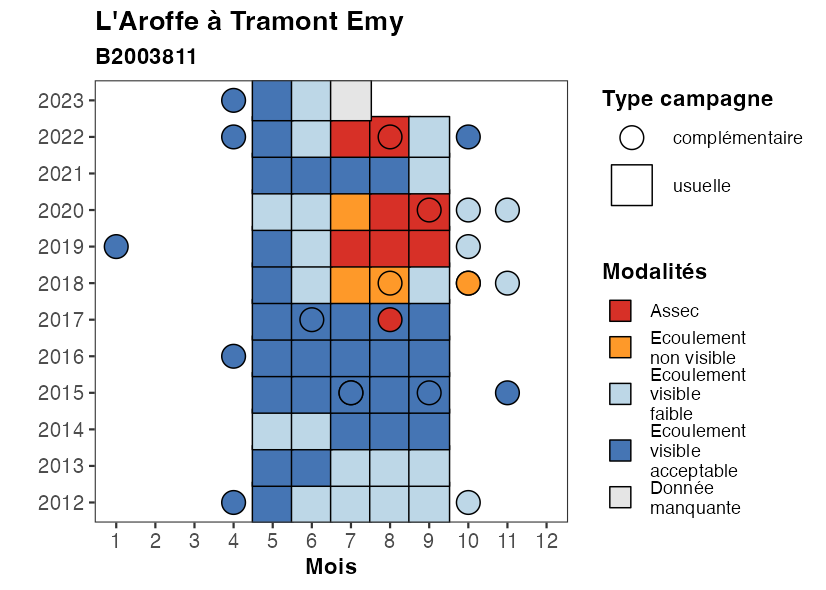 L'Aroffe à Tramont Emy
B2003811
2023
2022
2021
2020
2019
2018
2017
2016
2015
2014
2013
2012
1 2 3 4 5 6 7 8 9 10 11 12
Mois
Type campagne
complémentaire
usuelle
Modalités
Assec
Ecoulement
non visible
Ecoulement
visible
faible
Ecoulement
visible
acceptable
Donnée
manquante